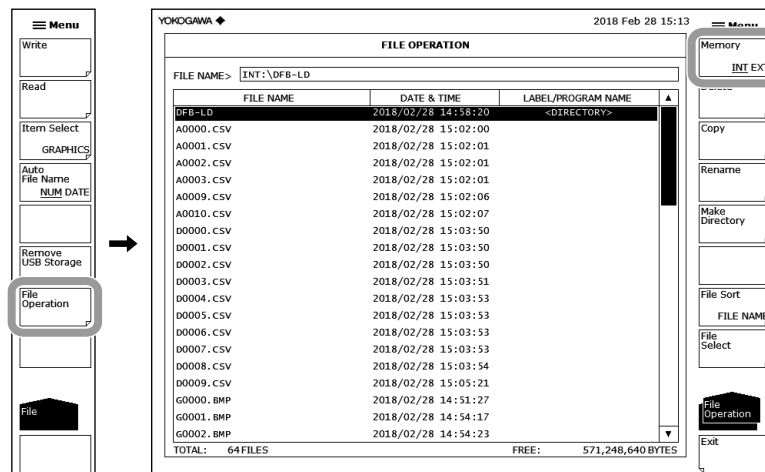 Menu
Write
Read
Item Select
GRAPHICS
Auto
File Name
NUM DATE
Remove
USB Storage
File
Operation
File
YOKOGAWA
2018 Feb 28 15:13
FILE OPERATION
FILE NAME> INT:\DFB-LD
FILE NAME DATE & TIME LABEL/PROGRAM NAME
DFB-LD 2018/02/28 14:58:20 <DIRECTORY>
A0000.CSV 2018/02/28 15:02:00
A0001.CSV 2018/02/28 15:02:01
A0002.CSV 2018/02/28 15:02:01
A0003.CSV 2018/02/28 15:02:01
A0009.CSV 2018/02/28 15:02:06
A0010.CSV 2018/02/28 15:02:07
D0000.CSV 2018/02/28 15:03:50
D0001.CSV 2018/02/28 15:03:50
D0002.CSV 2018/02/28 15:03:50
D0003.CSV 2018/02/28 15:03:51
D0004.CSV 2018/02/28 15:03:53
D0005.CSV 2018/02/28 15:03:53
D0006.CSV 2018/02/28 15:03:53
D0007.CSV 2018/02/28 15:03:53
D0008.CSV 2018/02/28 15:03:54
D0009.CSV 2018/02/28 15:05:21
G0000.BMP 2018/02/28 14:51:27
G0001.BMP 2018/02/28 14:54:17
G0002.BMP 2018/02/28 14:54:23
TOTAL: 64FILES FREE: 571,248,640 BYTES
Menu
Memory
INT EXT
Delete
Copy
Rename
Make
Directory
File Sort
FILE NAME
File
Select
File
Operation
Exit